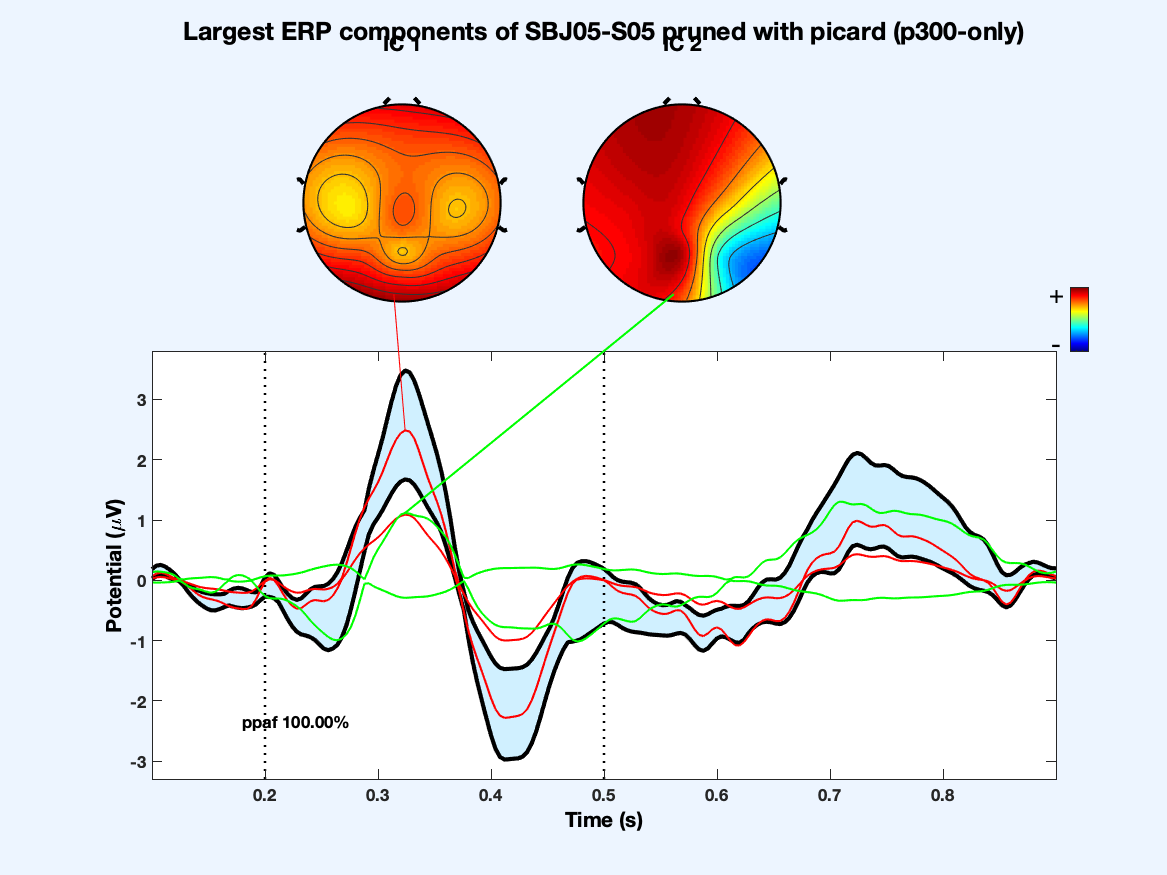 Largest ERP components of SBJ05-S05 pruned with picard (p300-only)
IC 1
IC 2
+
-
3
2
1
0
-1
-2
-3
Potential (μV)
ppaf 100.00%
0.2
0.3
0.4
0.5
0.6
0.7
0.8
Time (s)